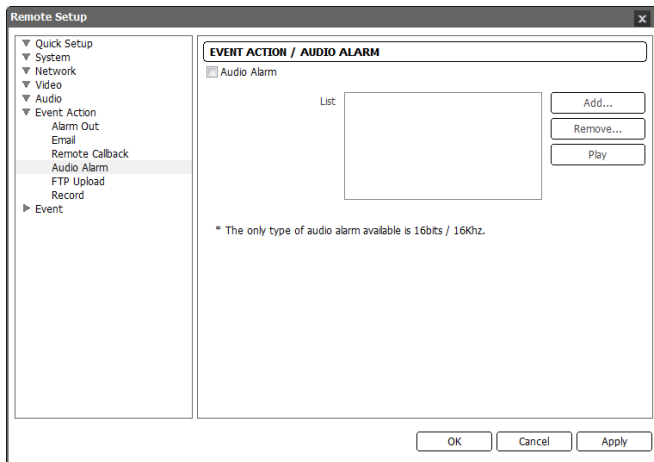 Remote Setup
x
Quick Setup
System
Network
Video
Audio
Event Action
Alarm Out
Email
Remote Callback
Audio Alarm
FTP Upload
Record
Event
EVENT ACTION / AUDIO ALARM
Audio Alarm
List
Add...
Remove...
Play
* The only type of audio alarm available is 16bits / 16Khz.
OK
Cancel
Apply